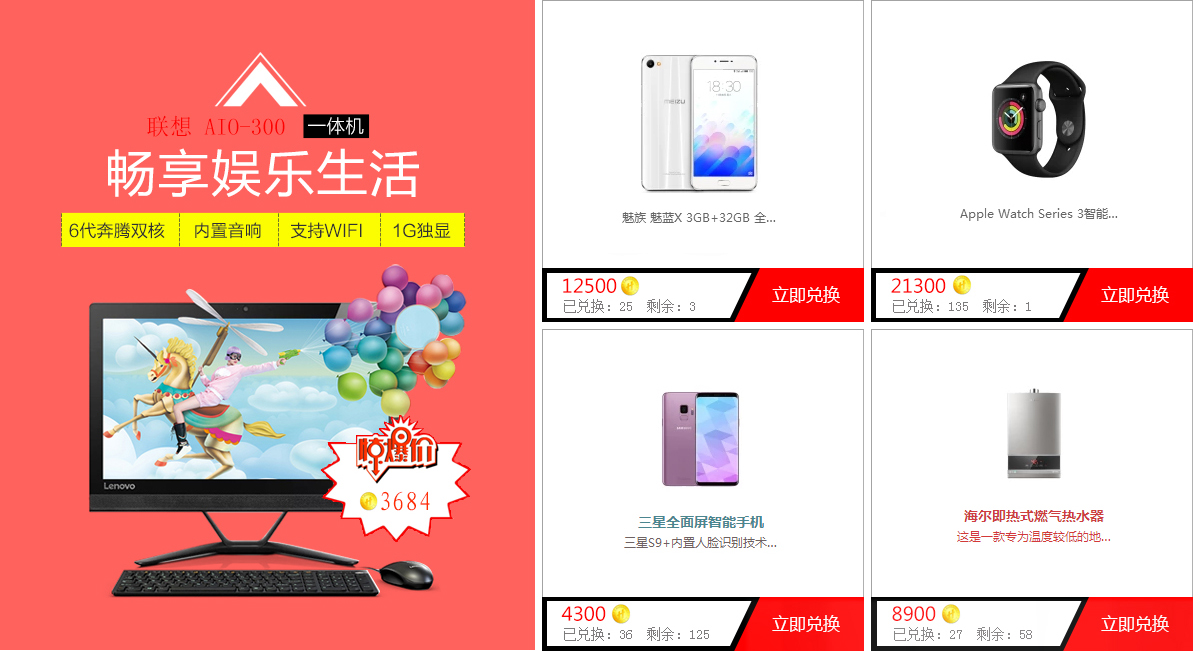 联想 AIO-300 一体机
畅享娱乐生活
6代奔腾双核 内置音响 支持WIFI 1G独显
Lenovo
惊爆价
3684
MEIZU
18:30
魅族 魅蓝X 3GB+32GB 全...
12500
已兑换: 25 剩余: 3
立即兑换
Apple Watch Series 3智能...
21300
已兑换: 135 剩余: 1
立即兑换
三星全面屏智能手机
三星S9+内置人脸识别技术...
4300
已兑换: 36 剩余: 125
立即兑换
海尔即热式燃气热水器
这是一款专为温度较低的地...
8900
已兑换: 27 剩余: 58
立即兑换